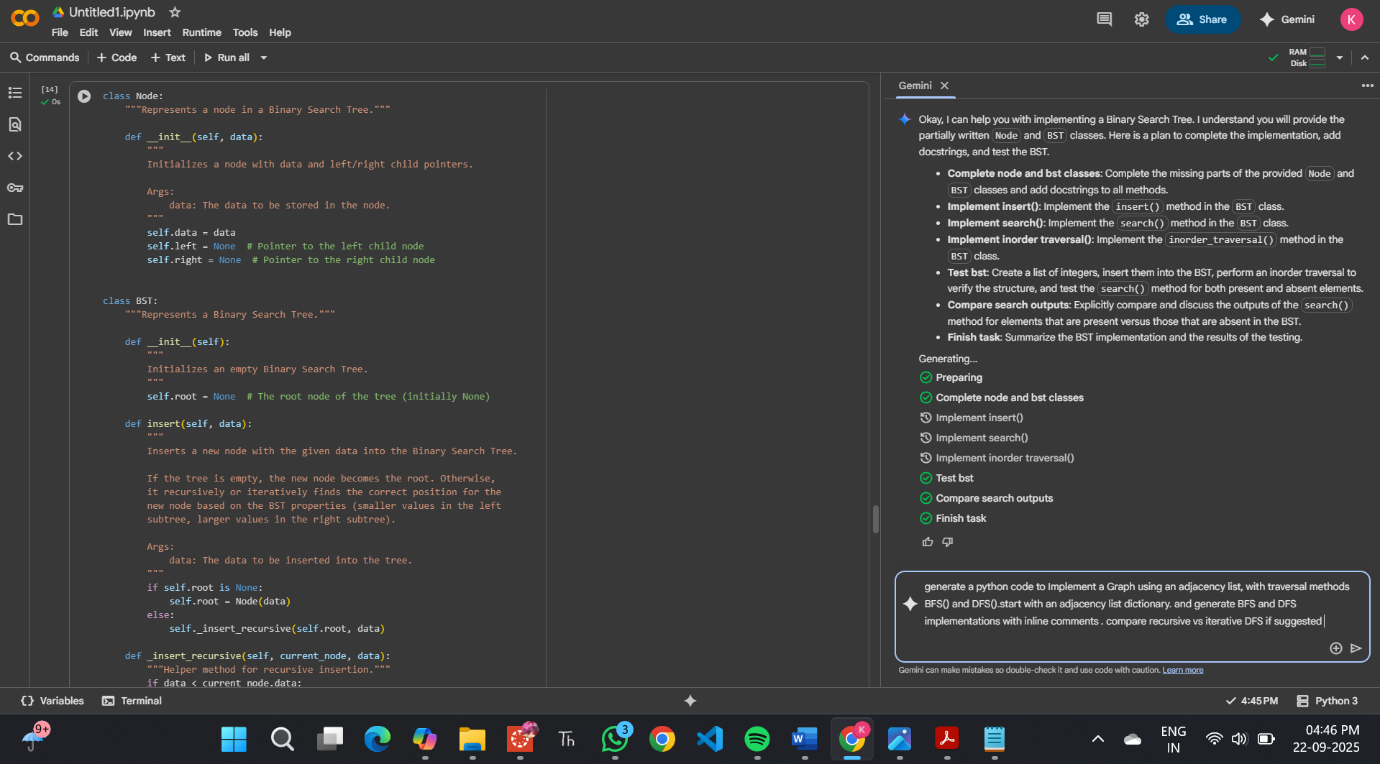 Untitled1.ipynb
File Edit View Insert Runtime Tools Help
Share
Gemini
K
Commands + Code + Text Run all
RAM
Disk
[14]
0s
class Node:
"""Represents a node in a Binary Search Tree."""
def __init__(self, data):
"""
Initializes a node with data and left/right child pointers.
Args:
data: The data to be stored in the node.
"""
self.data = data
self.left = None # Pointer to the left child node
self.right = None # Pointer to the right child node
class BST:
"""Represents a Binary Search Tree."""
def __init__(self):
"""
Initializes an empty Binary Search Tree.
"""
self.root = None # The root node of the tree (initially None)
def insert(self, data):
"""
Inserts a new node with the given data into the Binary Search Tree.
If the tree is empty, the new node becomes the root. Otherwise,
it recursively or iteratively finds the correct position for the
new node based on the BST properties (smaller values in the left
subtree, larger values in the right subtree).
Args:
data: The data to be inserted into the tree.
"""
if self.root is None:
self.root = Node(data)
else:
self._insert_recursive(self.root, data)
def _insert_recursive(self, current_node, data):
"""Helper method for recursive insertion."""
if data < current_node.data:
Gemini
Okay, I can help you with implementing a Binary Search Tree. I understand you will provide the
partially written Node and BST classes. Here is a plan to complete the implementation, add
docstrings, and test the BST.
• Complete node and bst classes: Complete the missing parts of the provided Node and
BST classes and add docstrings to all methods.
• Implement insert(): Implement the insert() method in the BST class.
• Implement search(): Implement the search() method in the BST class.
• Implement inorder traversal(): Implement the inorder_traversal() method in the
BST class.
• Test bst: Create a list of integers, insert them into the BST, perform an inorder traversal to
verify the structure, and test the search() method for both present and absent elements.
• Compare search outputs: Explicitly compare and discuss the outputs of the search()
method for elements that are present versus those that are absent in the BST.
• Finish task: Summarize the BST implementation and the results of the testing.
Generating...
Preparing
Complete node and bst classes
Implement insert()
Implement search()
Implement inorder traversal()
Test bst
Compare search outputs
Finish task
generate a python code to Implement a Graph using an adjacency list, with traversal methods
BFS() and DFS().start with an adjacency list dictionary. and generate BFS and DFS
implementations with inline comments . compare recursive vs iterative DFS if suggested
Gemini can make mistakes so double-check it and use code with caution. Learn more
Variables Terminal
4:45 PM Python 3
9+
Th
3
K
ENG
IN
04:46 PM
22-09-2025